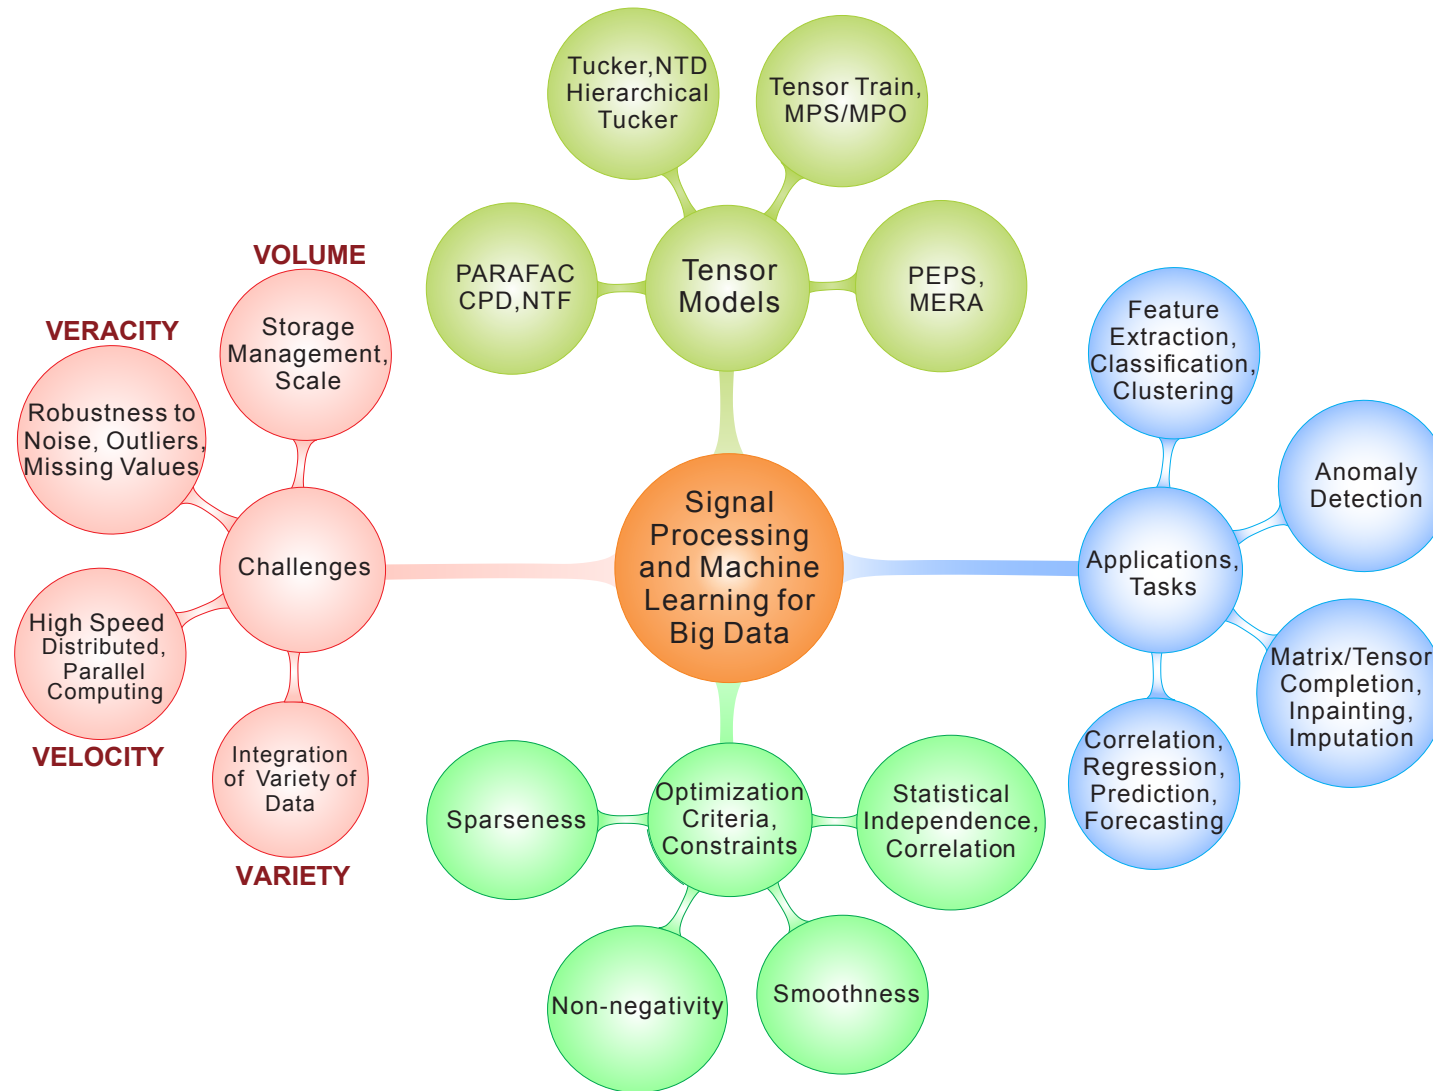 Tucker,NTD
Hierarchical
Tucker
Tensor Train,
MPS/MPO
PARAFAC
CPD,NTF
Tensor
Models
PEPS,
MERA
VOLUME
Storage
Management,
Scale
VERACITY
Robustness to
Noise, Outliers,
Missing Values
Challenges
High Speed
Distributed,
Parallel
Computing
VELOCITY
Integration
of Variety of
Data
VARIETY
Signal
Processing
and Machine
Learning for
Big Data
Feature
Extraction,
Classification,
Clustering
Anomaly
Detection
Applications,
Tasks
Matrix/Tensor
Completion,
Inpainting,
Imputation
Correlation,
Regression,
Prediction,
Forecasting
Sparseness
Optimization
Criteria,
Constraints
Statistical
Independence,
Correlation
Non-negativity
Smoothness